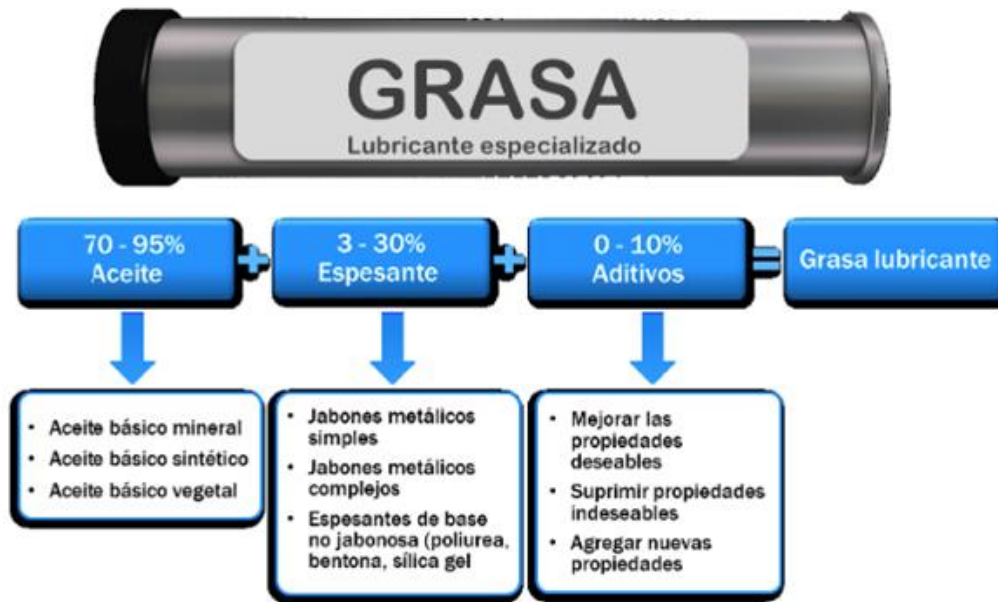 GRASA
Lubricante especializado
70 - 95%
Aceite
+
3 - 30%
Espesante
+
0 - 10%
Aditivos
=
Grasa lubricante
• Aceite básico mineral
• Aceite básico sintético
• Aceite básico vegetal
• Jabones metálicos
simples
• Jabones metálicos
complejos
• Espesantes de base
no jabonosa (poliurea,
bentona, sílica gel
• Mejorar las
propiedades
deseables
• Suprimir propiedades
indeseables
• Agregar nuevas
propiedades